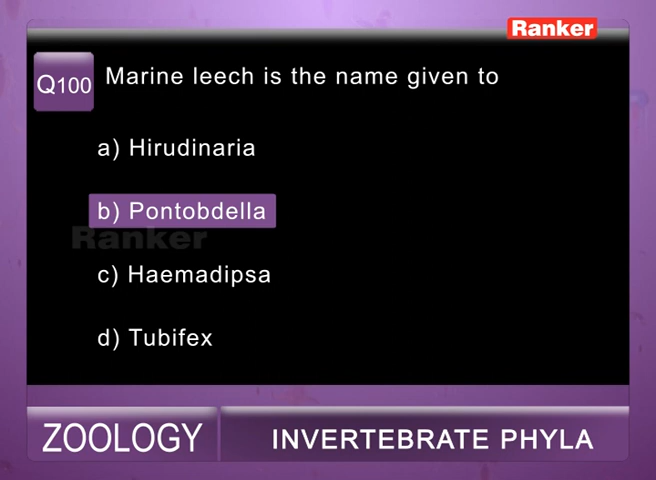 Ranker
Q100 Marine leech is the name given to
a) Hirudinaria
b) Pontobdella
Ranker
c) Haemadipsa
d) Tubifex
ZOOLOGY INVERTEBRATE PHYLA